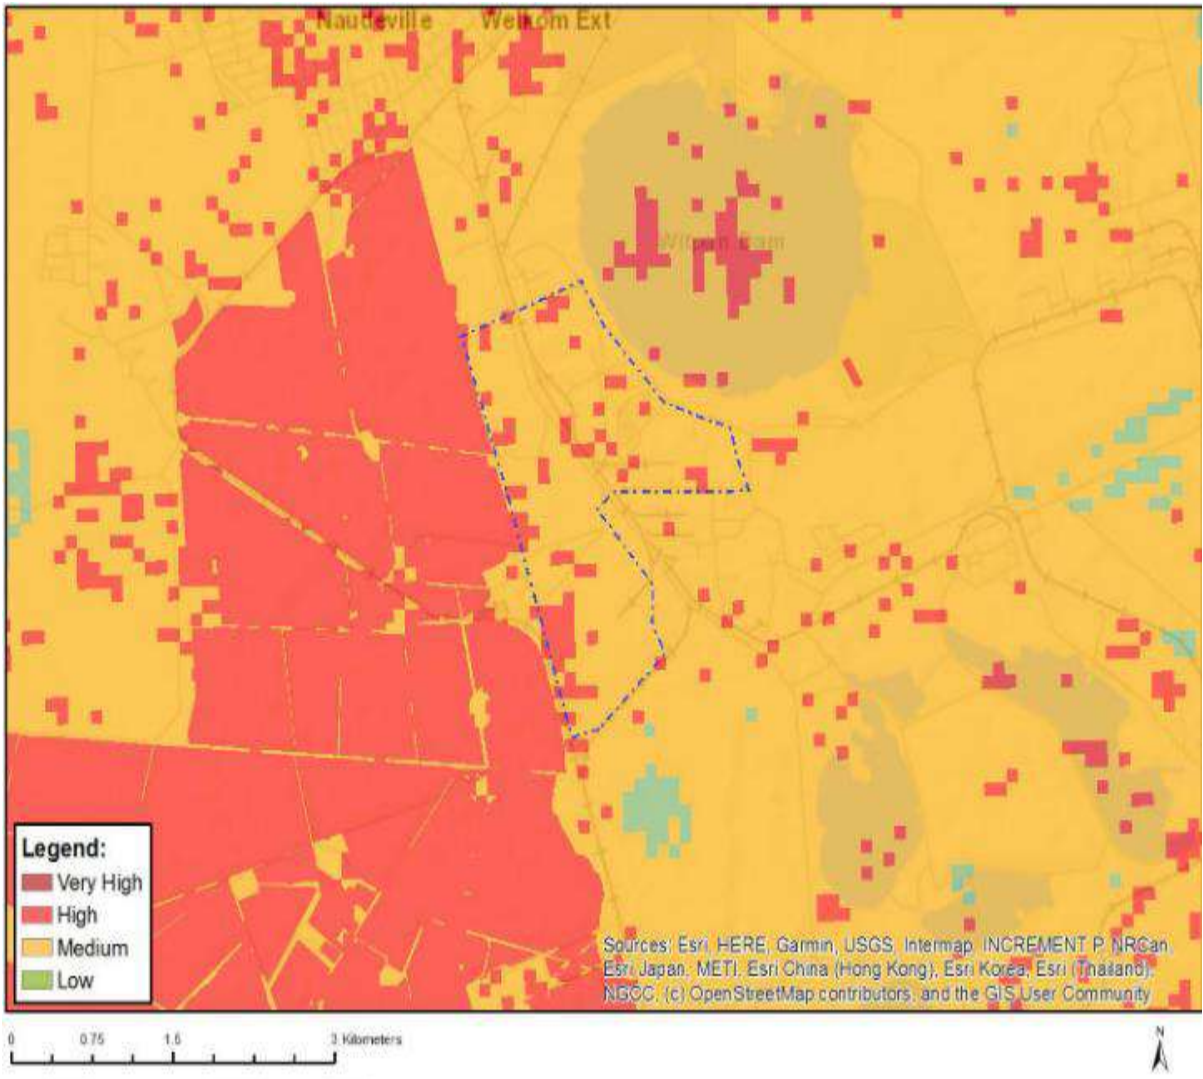 Naudeville Welkom Ext
Witpan Dam
Legend:
Very High
High
Medium
Low
Sources: Esri, HERE, Garmin, USGS, Intermap, INCREMENT P, NRCan,
Esri Japan, METI, Esri China (Hong Kong), Esri Korea, Esri (Thailand),
NGCC, (c) OpenStreetMap contributors, and the GIS User Community
0 0.75 1.5 3 Kilometers
N